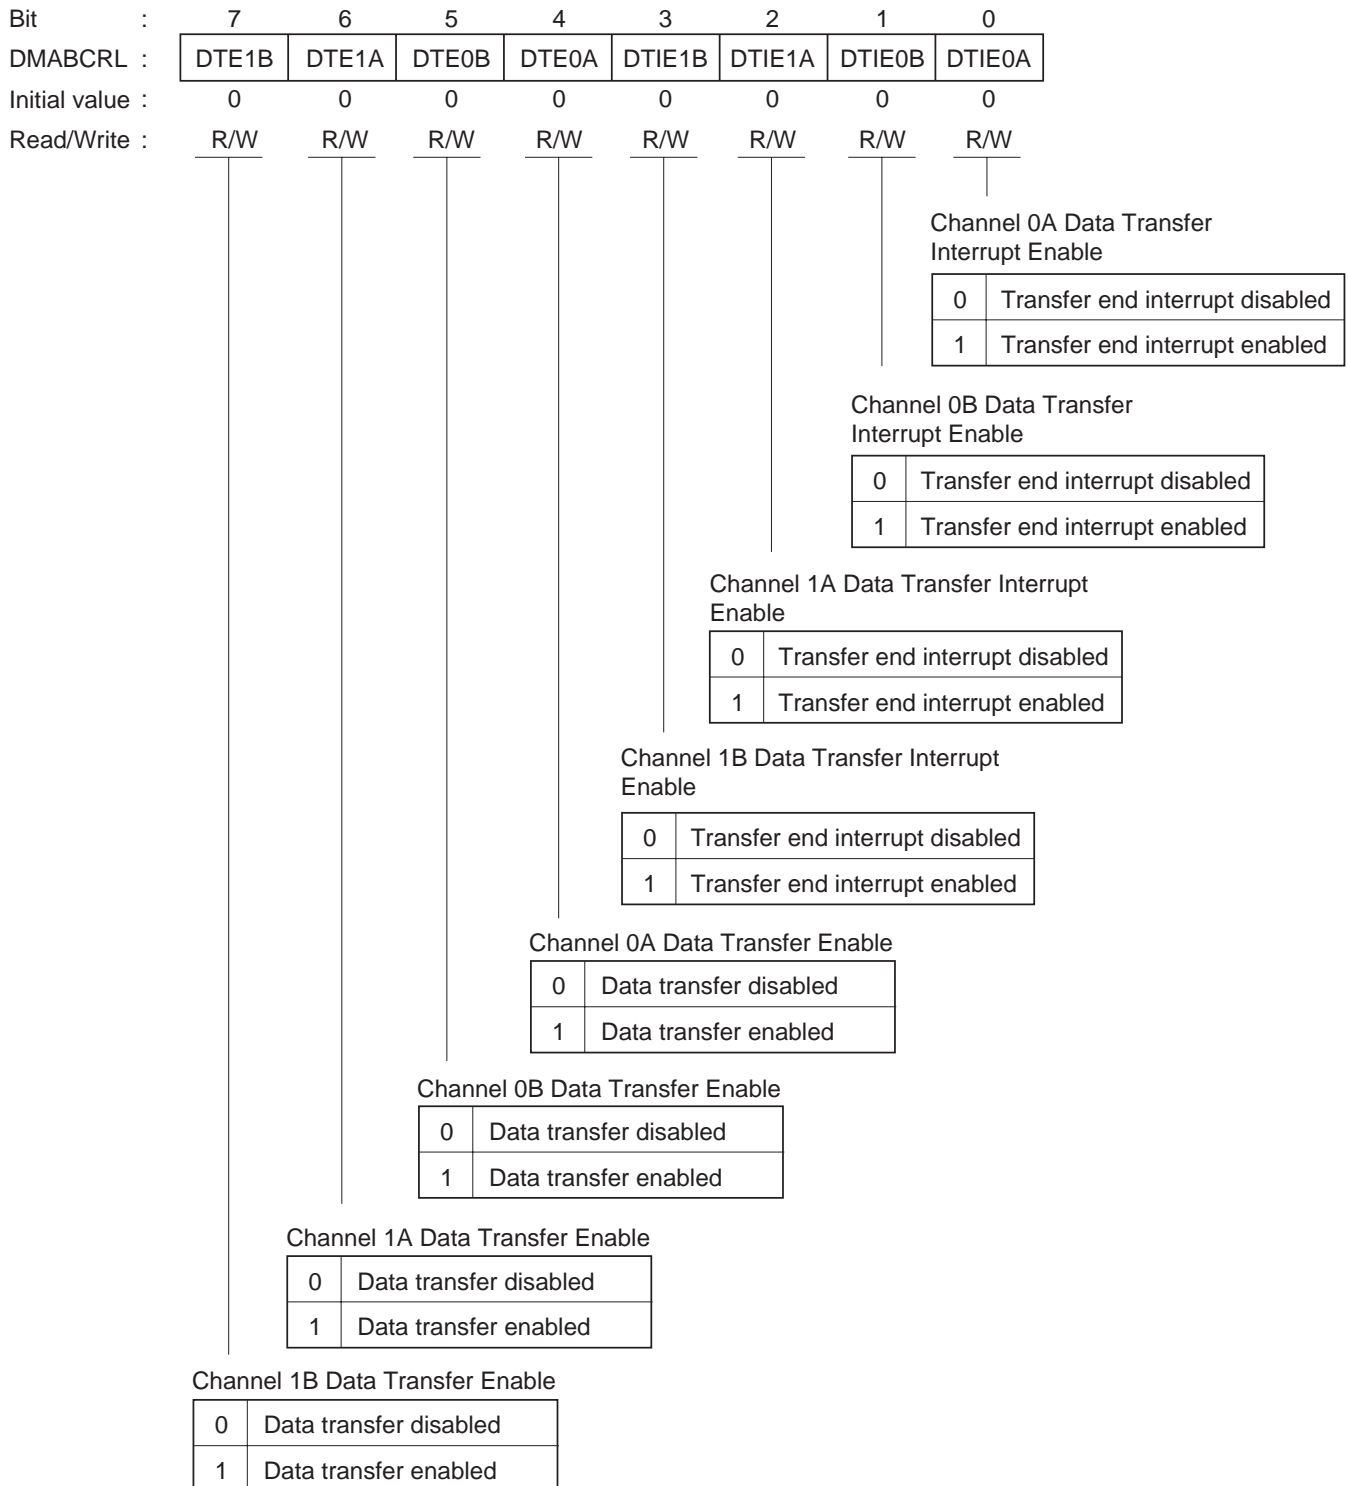 Bit : 7 6 5 4 3 2 1 0
DMABCRL : DTE1B DTE1A DTE0B DTE0A DTIE1B DTIE1A DTIE0B DTIE0A
Initial value : 0 0 0 0 0 0 0 0
Read/Write : R/W R/W R/W R/W R/W R/W R/W R/W
Channel 0A Data Transfer
Interrupt Enable
0 Transfer end interrupt disabled
1 Transfer end interrupt enabled
Channel 0B Data Transfer
Interrupt Enable
0 Transfer end interrupt disabled
1 Transfer end interrupt enabled
Channel 1A Data Transfer Interrupt
Enable
0 Transfer end interrupt disabled
1 Transfer end interrupt enabled
Channel 1B Data Transfer Interrupt
Enable
0 Transfer end interrupt disabled
1 Transfer end interrupt enabled
Channel 0A Data Transfer Enable
0 Data transfer disabled
1 Data transfer enabled
Channel 0B Data Transfer Enable
0 Data transfer disabled
1 Data transfer enabled
Channel 1A Data Transfer Enable
0 Data transfer disabled
1 Data transfer enabled
Channel 1B Data Transfer Enable
0 Data transfer disabled
1 Data transfer enabled